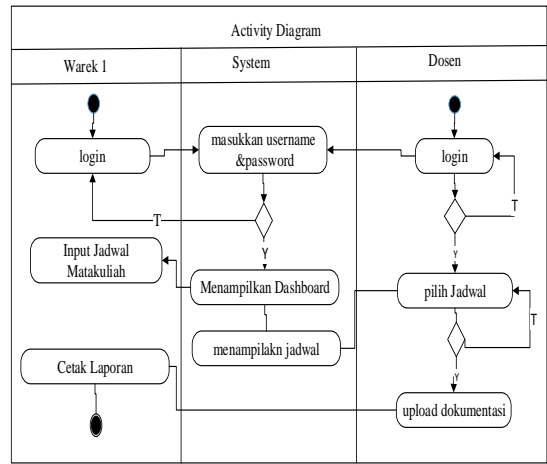 Activity Diagram
Warek 1
System
Dosen
login
masukkan username
&password
login
T
T
Y
Y
Input Jadwal
Matakuliah
Menampilkan Dashboard
pilih Jadwal
T
menampilakn jadwal
Cetak Laporan
Y
upload dokumentasi